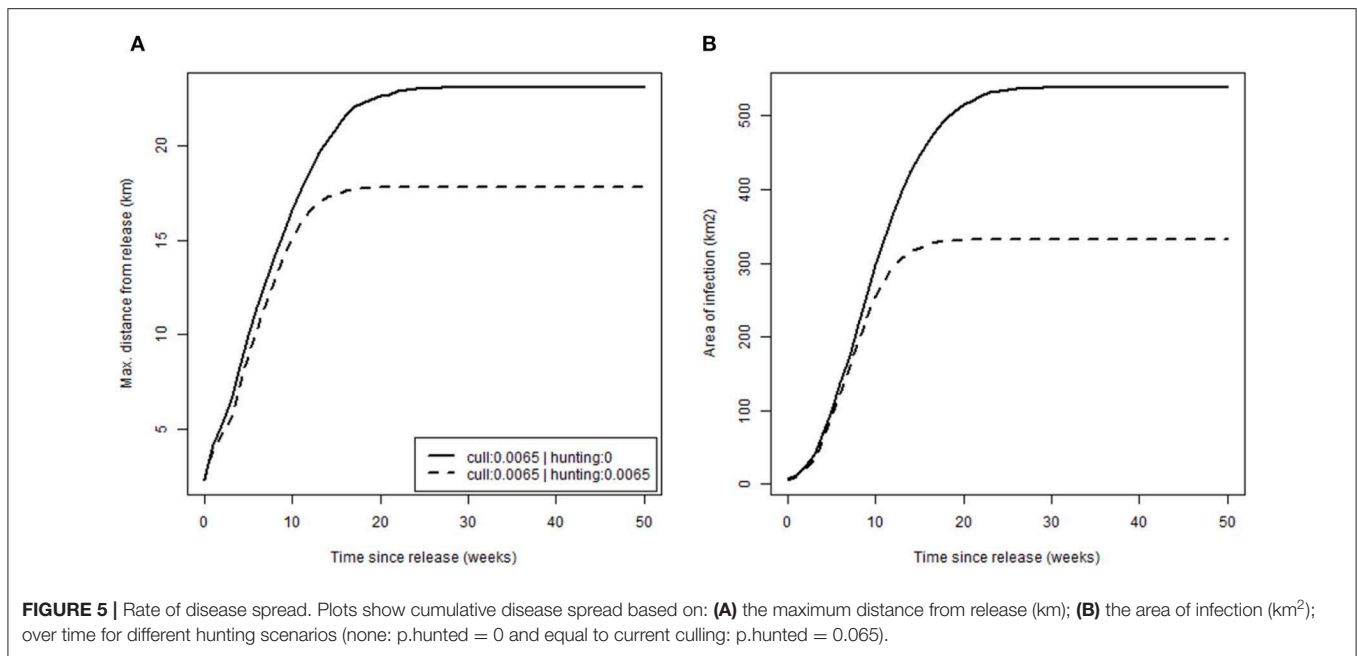 A
B
Max. distance from release (km)
20
15
10
5
0 10 20 30 40 50
Time since release (weeks)
cull:0.0065 | hunting:0
cull:0.0065 | hunting:0.0065
Area of infection (km2)
500
400
300
200
100
0
0 10 20 30 40 50
Time since release (weeks)
FIGURE 5 | Rate of disease spread. Plots show cumulative disease spread based on: (A) the maximum distance from release (km); (B) the area of infection (km²);
over time for different hunting scenarios (none: p.hunted = 0 and equal to current culling: p.hunted = 0.065).